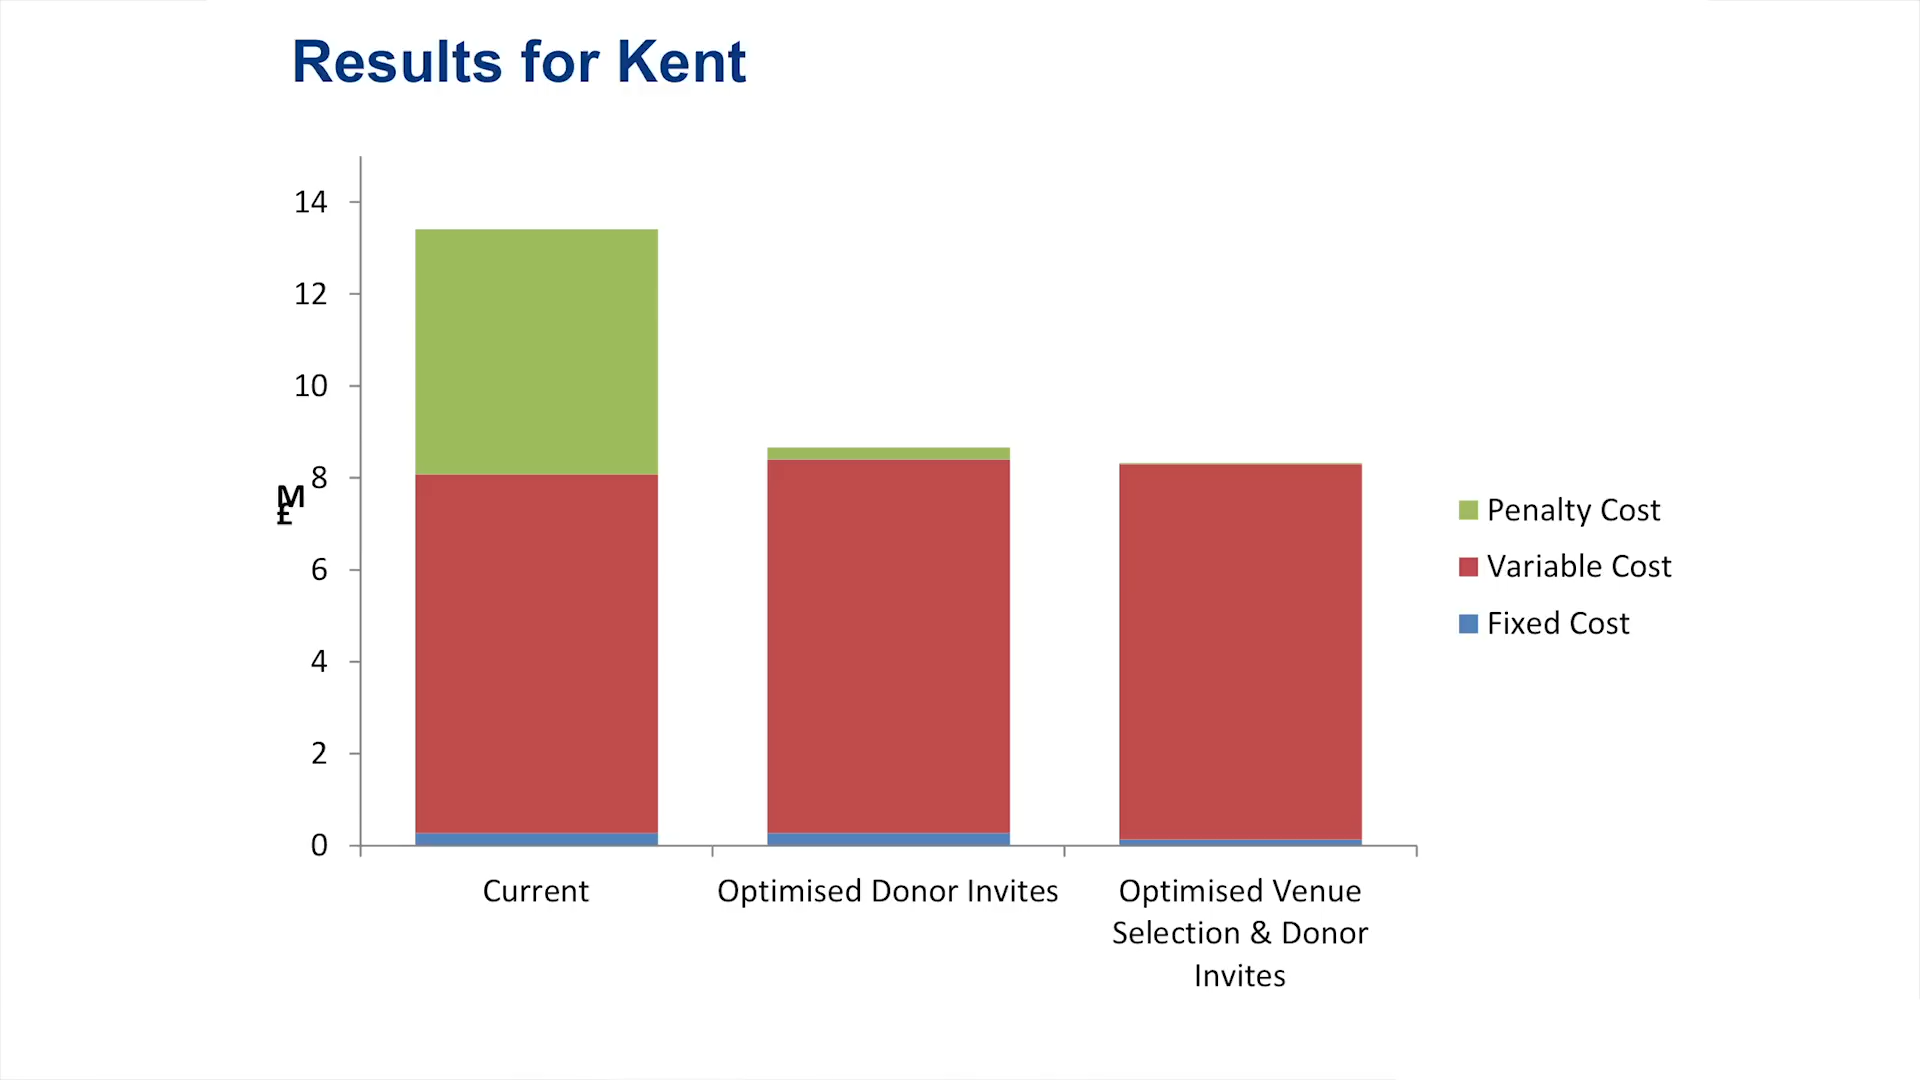 Results for Kent
14
12
10
8
6
4
2
0
£M
Current
Optimised Donor Invites
Optimised Venue
Selection & Donor
Invites
Penalty Cost
Variable Cost
Fixed Cost